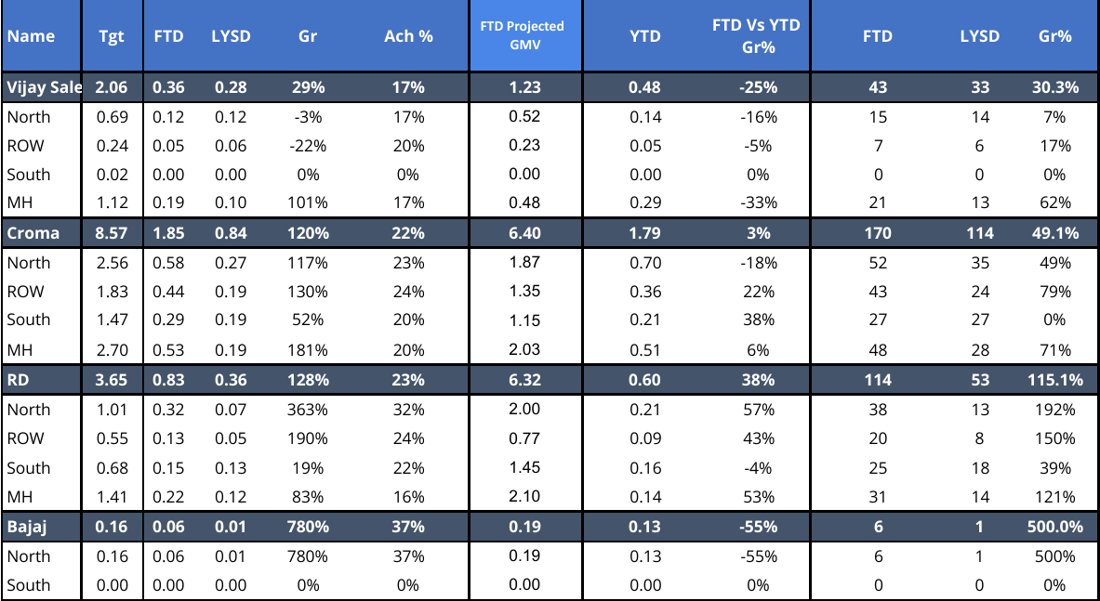 Name Tgt FTD LYSD Gr Ach % FTD Projected GMV YTD FTD Vs YTD Gr% FTD LYSD Gr%
Vijay Sale 2.06 0.36 0.28 29% 17% 1.23 0.48 -25% 43 33 30.3%
North 0.69 0.12 0.12 -3% 17% 0.52 0.14 -16% 15 14 7%
ROW 0.24 0.05 0.06 -22% 20% 0.23 0.05 -5% 7 6 17%
South 0.02 0.00 0.00 0% 0% 0.00 0.00 0% 0 0 0%
MH 1.12 0.19 0.10 101% 17% 0.48 0.29 -33% 21 13 62%
Croma 8.57 1.85 0.84 120% 22% 6.40 1.79 3% 170 114 49.1%
North 2.56 0.58 0.27 117% 23% 1.87 0.70 -18% 52 35 49%
ROW 1.83 0.44 0.19 130% 24% 1.35 0.36 22% 43 24 79%
South 1.47 0.29 0.19 52% 20% 1.15 0.21 38% 27 27 0%
MH 2.70 0.53 0.19 181% 20% 2.03 0.51 6% 48 28 71%
RD 3.65 0.83 0.36 128% 23% 6.32 0.60 38% 114 53 115.1%
North 1.01 0.32 0.07 363% 32% 2.00 0.21 57% 38 13 192%
ROW 0.55 0.13 0.05 190% 24% 0.77 0.09 43% 20 8 150%
South 0.68 0.15 0.13 19% 22% 1.45 0.16 -4% 25 18 39%
MH 1.41 0.22 0.12 83% 16% 2.10 0.14 53% 31 14 121%
Bajaj 0.16 0.06 0.01 780% 37% 0.19 0.13 -55% 6 1 500.0%
North 0.16 0.06 0.01 780% 37% 0.19 0.13 -55% 6 1 500%
South 0.00 0.00 0.00 0% 0% 0.00 0.00 0% 0 0 0%